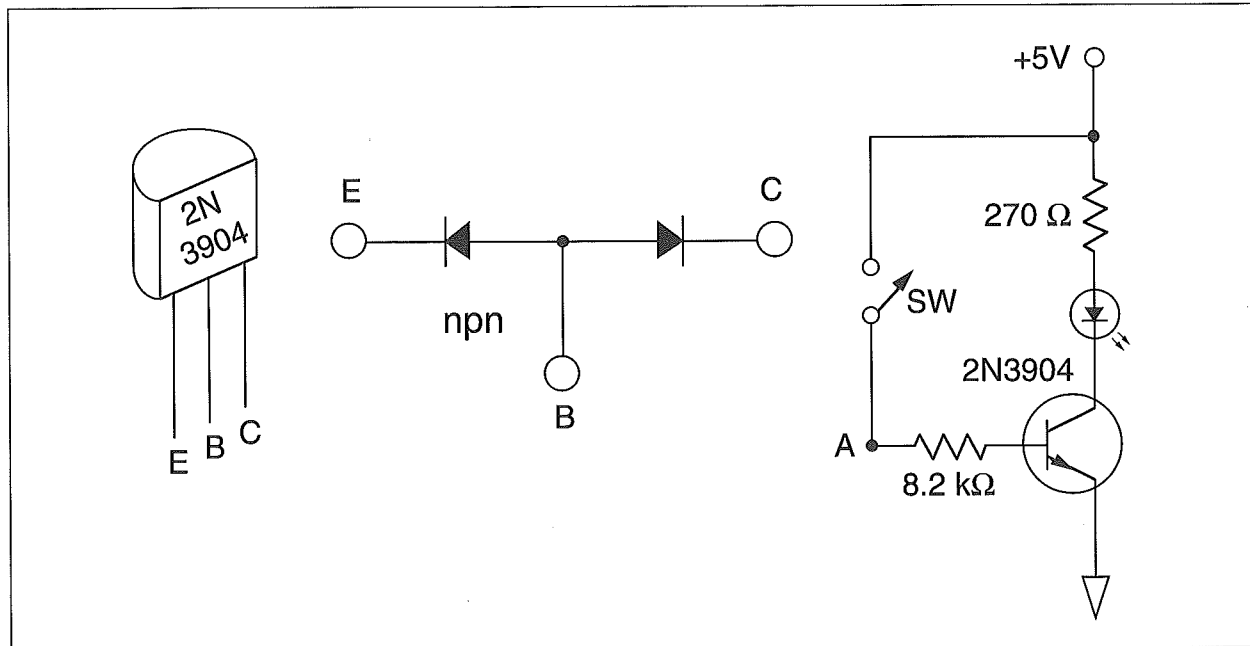 2N
3904
E B C
E
C
npn
B
+5V
270 Ω
SW
2N3904
A
8.2 kΩ